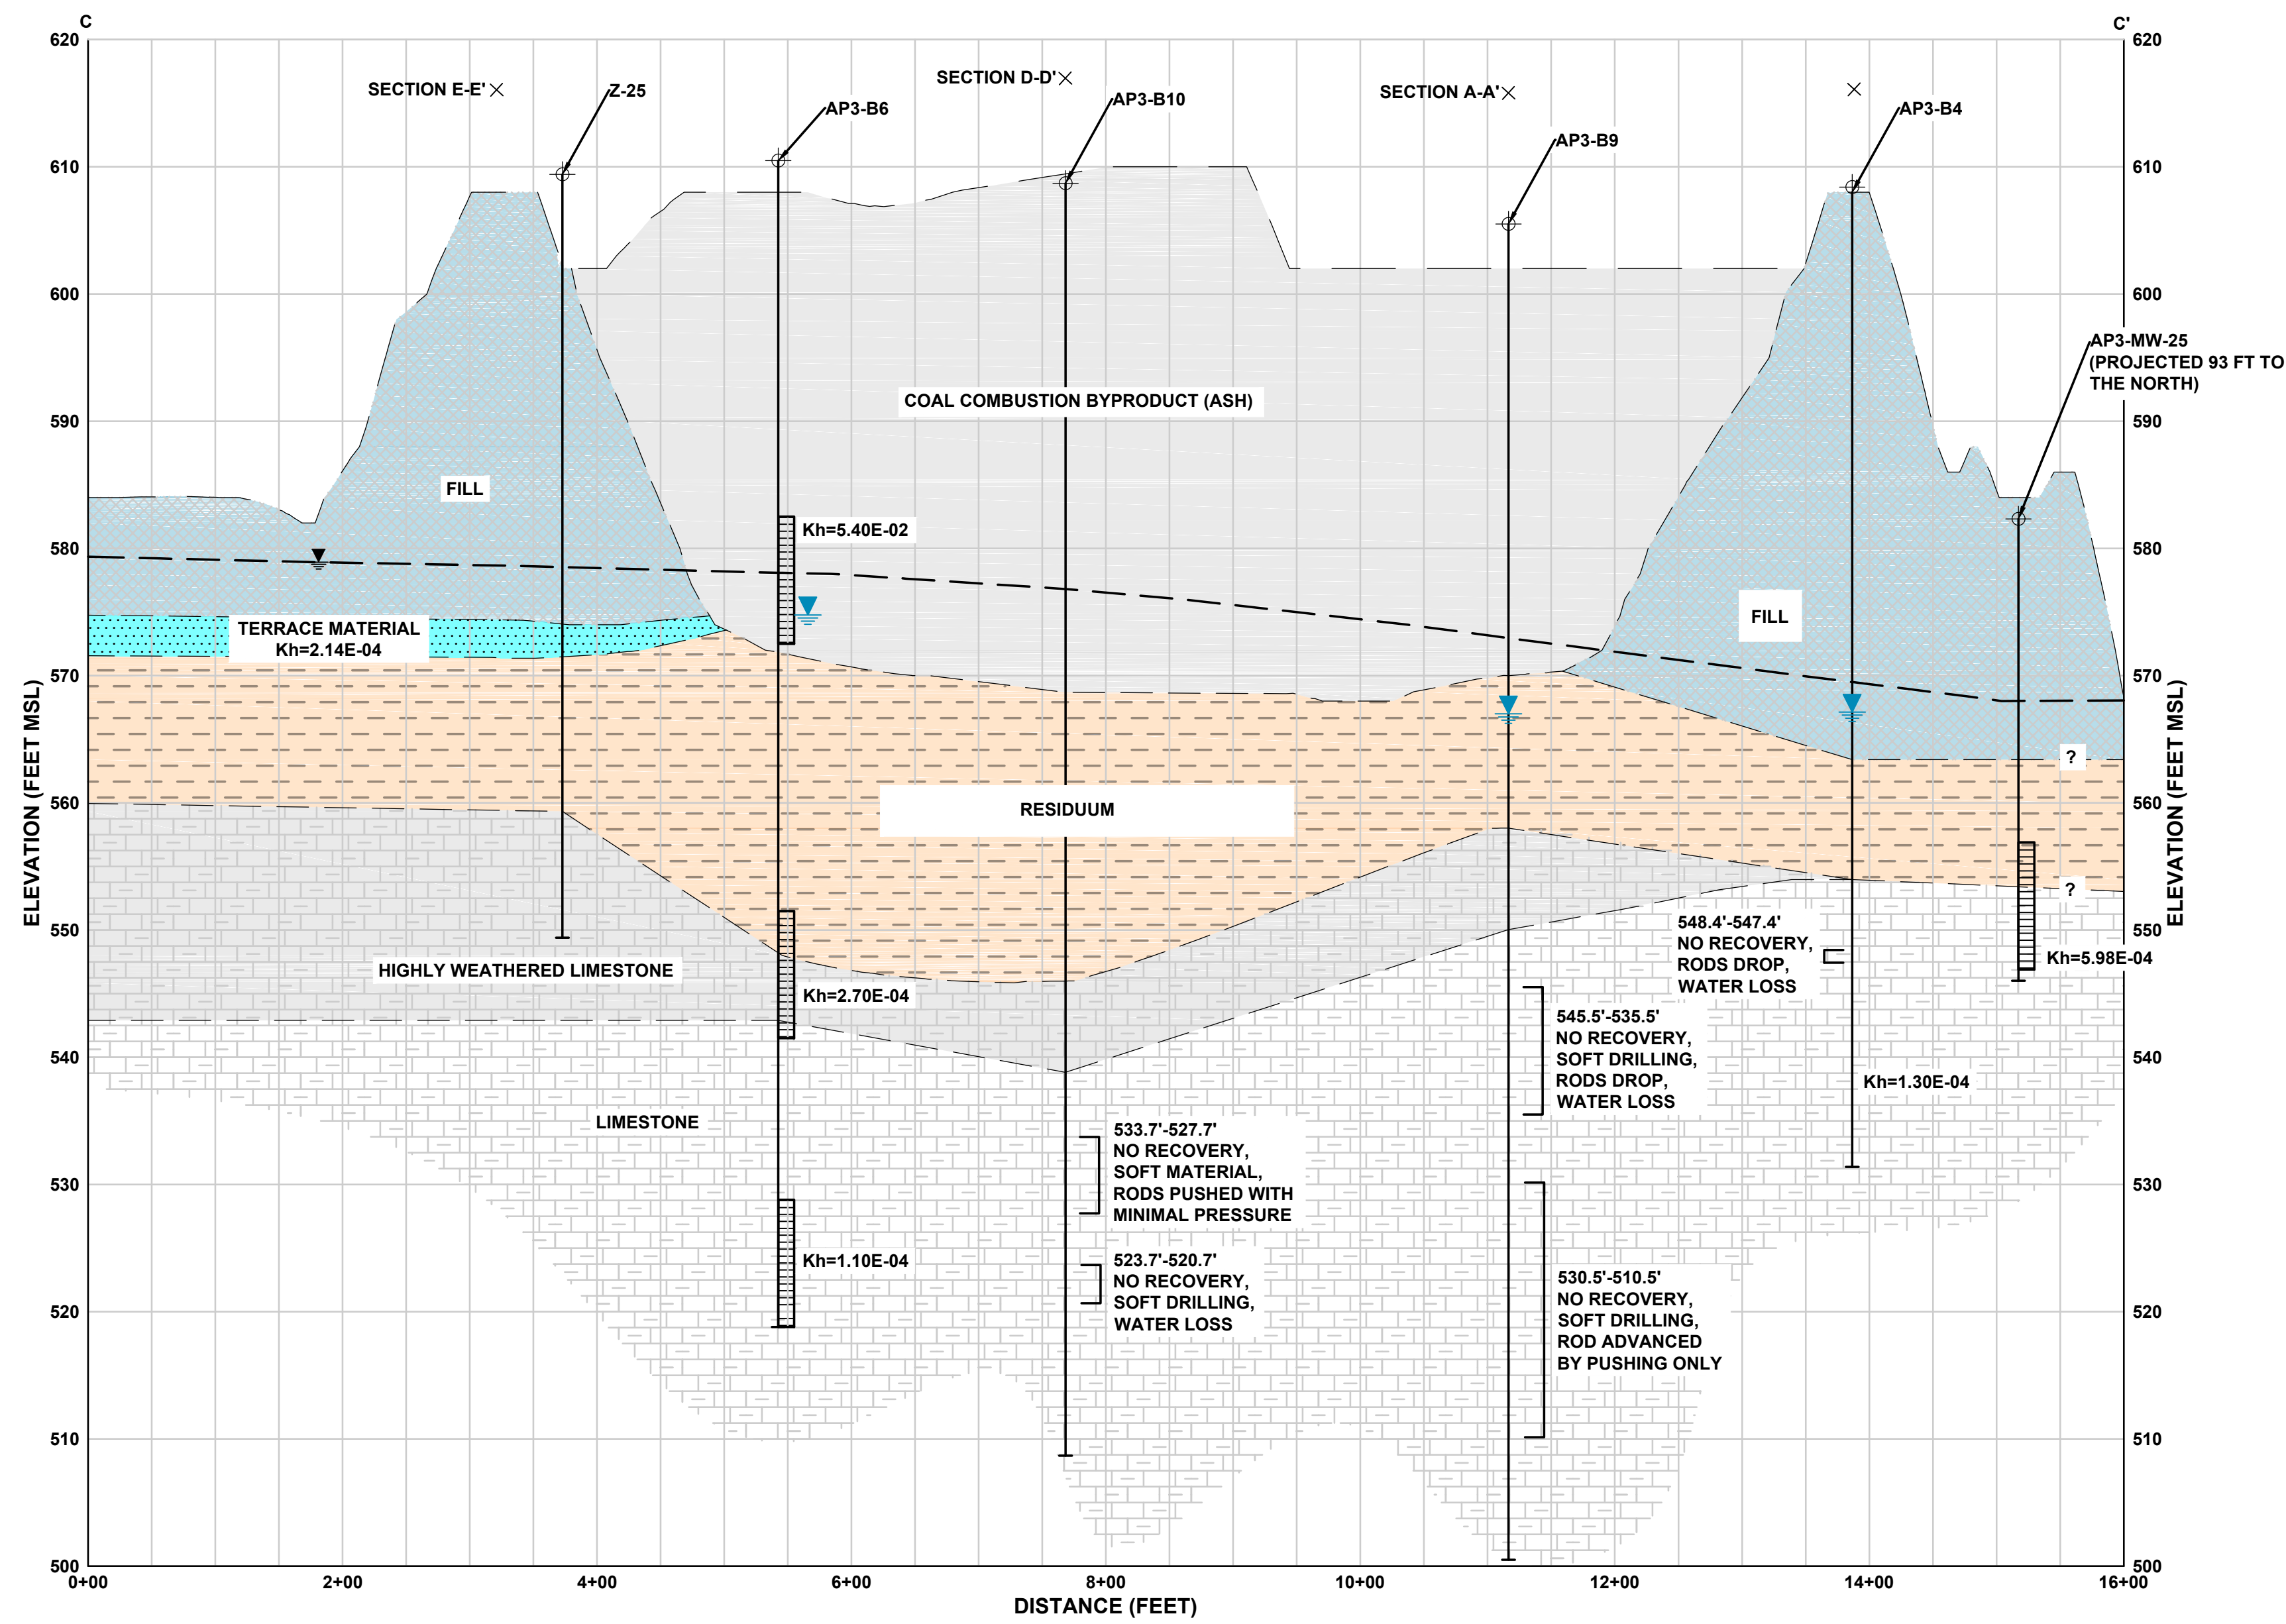 C
C'
620
620
SECTION E-E'
Z-25
SECTION D-D'
AP3-B10
SECTION A-A'
AP3-B6
AP3-B4
AP3-B9
610
610
600
600
AP3-MW-25
(PROJECTED 93 FT TO
THE NORTH)
COAL COMBUSTION BYPRODUCT (ASH)
590
590
FILL
Kh=5.40E-02
580
580
FILL
TERRACE MATERIAL
Kh=2.14E-04
570
570
?
ELEVATION (FEET MSL)
ELEVATION (FEET MSL)
RESIDUUM
560
560
?
548.4'-547.4'
NO RECOVERY,
RODS DROP,
WATER LOSS
550
550
Kh=5.98E-04
HIGHLY WEATHERED LIMESTONE
Kh=2.70E-04
545.5'-535.5'
NO RECOVERY,
SOFT DRILLING,
RODS DROP,
WATER LOSS
540
540
Kh=1.30E-04
LIMESTONE
533.7'-527.7'
NO RECOVERY,
SOFT MATERIAL,
RODS PUSHED WITH
MINIMAL PRESSURE
530
530
Kh=1.10E-04
523.7'-520.7'
NO RECOVERY,
SOFT DRILLING,
WATER LOSS
530.5'-510.5'
NO RECOVERY,
SOFT DRILLING,
ROD ADVANCED
BY PUSHING ONLY
520
520
510
510
500
500
0+00
2+00
4+00
6+00
8+00
10+00
12+00
14+00
16+00
DISTANCE (FEET)